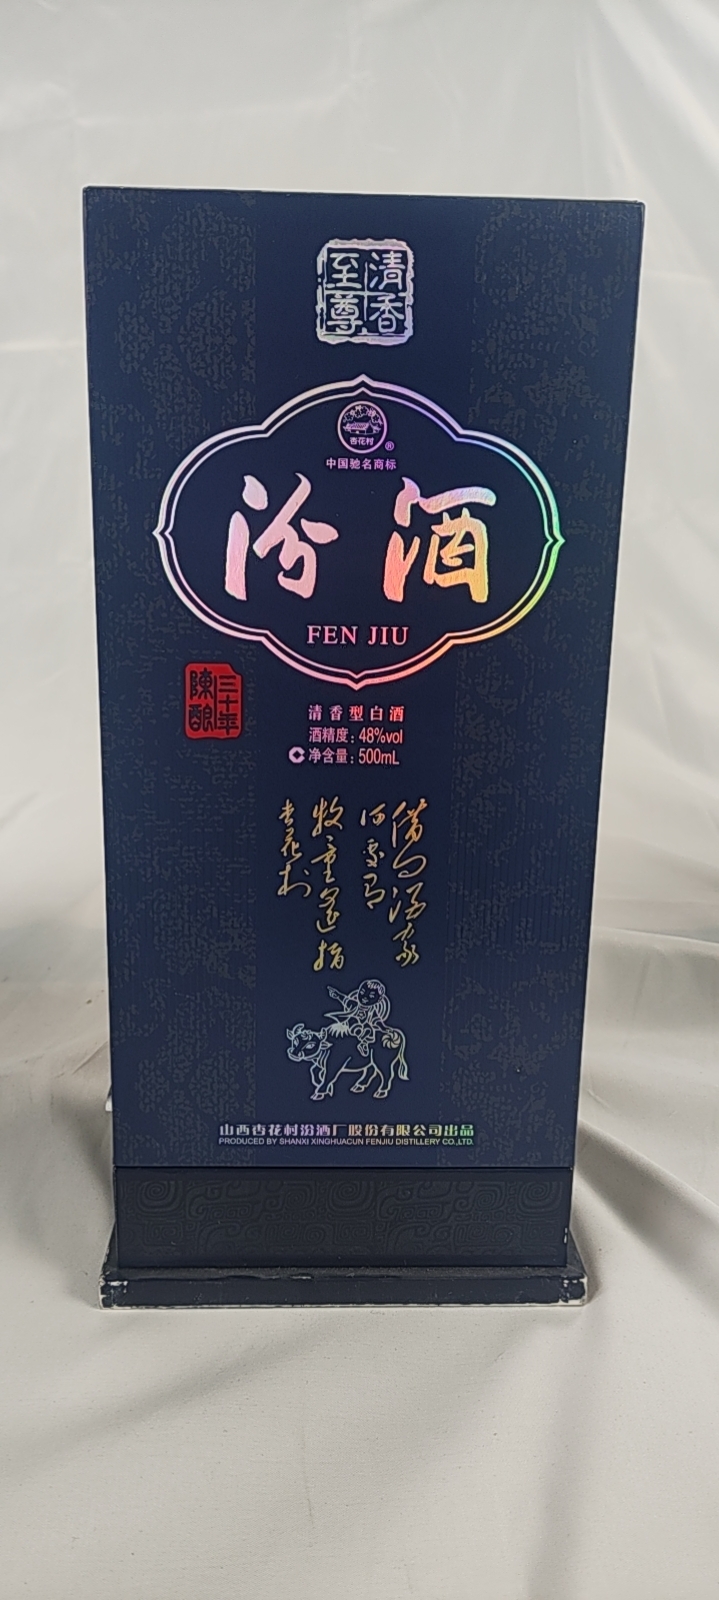 清香
至尊
杏花村
®
中国驰名商标
汾酒
FEN JIU
三十年
陳酿
清香型白酒
酒精度：48%vol
C 净含量：500mL
借问酒家
何处有
牧童遥指
杏花村
山西杏花村汾酒厂股份有限公司出品
PRODUCED BY SHANXI XINGHUACUN FENJIU DISTILLERY CO.,LTD.